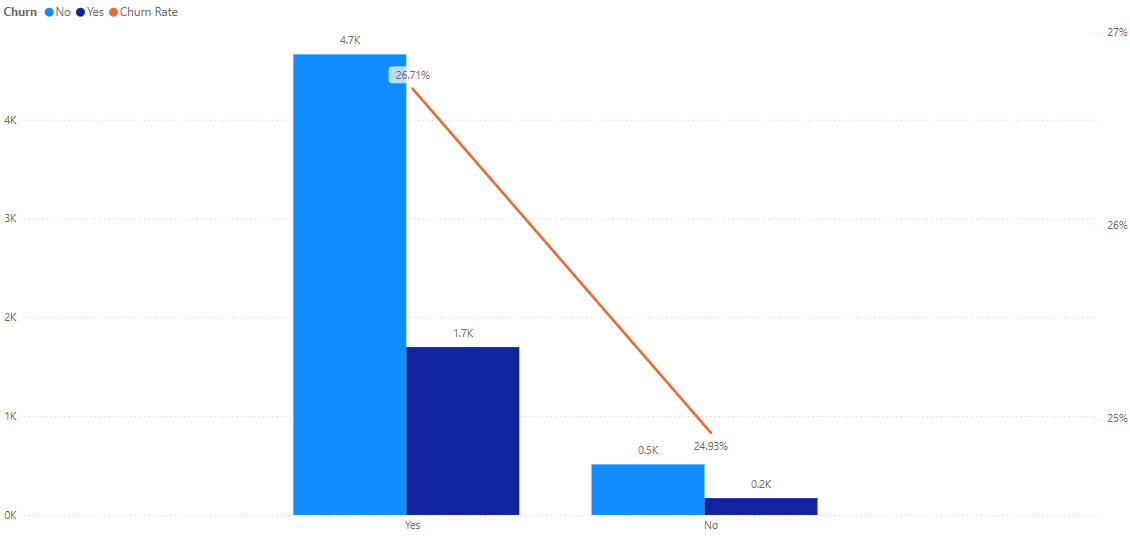 Churn No Yes Churn Rate
27%
4.7K
26.71%
4K
3K
26%
2K
1.7K
1K
25%
24.93%
0.5K
0.2K
0K
Yes No